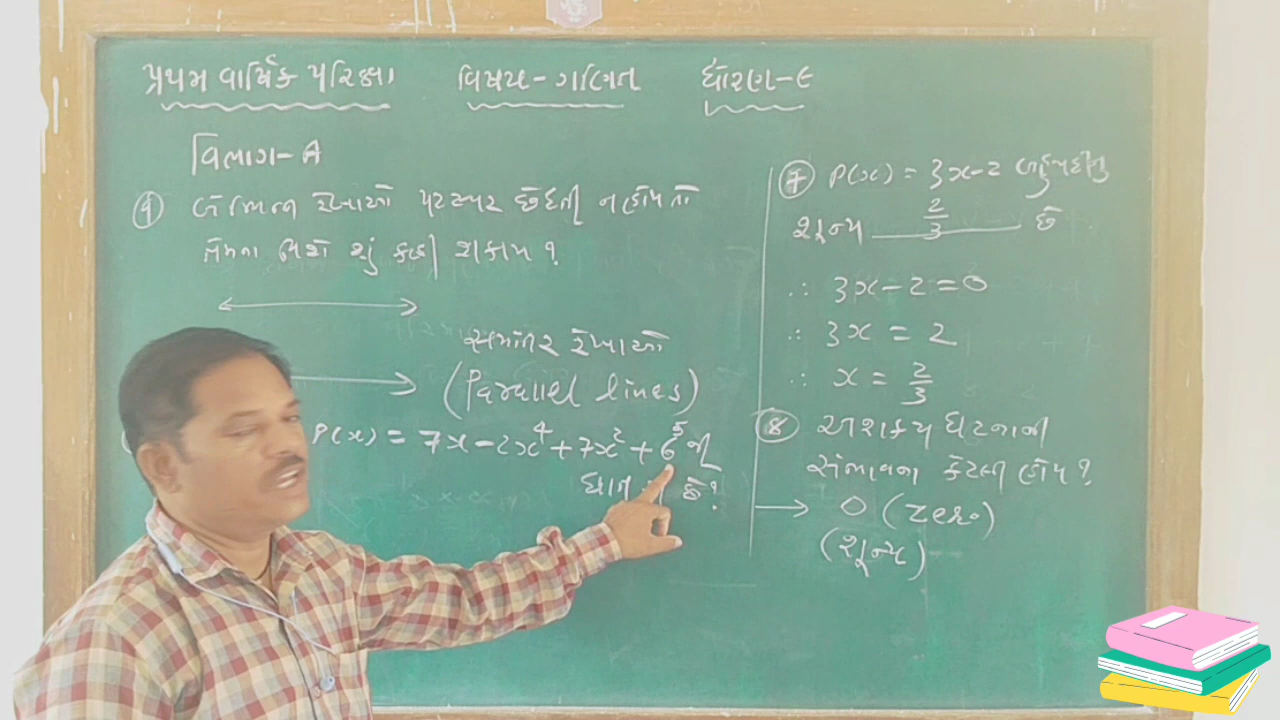 પ્રથમ વાર્ષિક પરિક્ષા વિષય - ગણિત ધોરણ-૯
વિભાગ-A
૧ બે ભિન્ન રેખાઓ પરસ્પર છેદતી ન હોય તો
તેમના વિશે શું કહી શકાય ?
સમાંતર રેખાઓ
(Parallel lines)
P(x) = 7x - 2x⁴ + 7x² + 6⁵ ની
ઘાત છે?
7 P(x) = 3x-2 બહુપદીનું
શૂન્ય 2/3 છે
∴ 3x - 2 = 0
∴ 3x = 2
∴ x = 2/3
8 અશક્ય ઘટનાની
સંભાવના કેટલી હોય ?
→ 0 (zero)
(શૂન્ય)